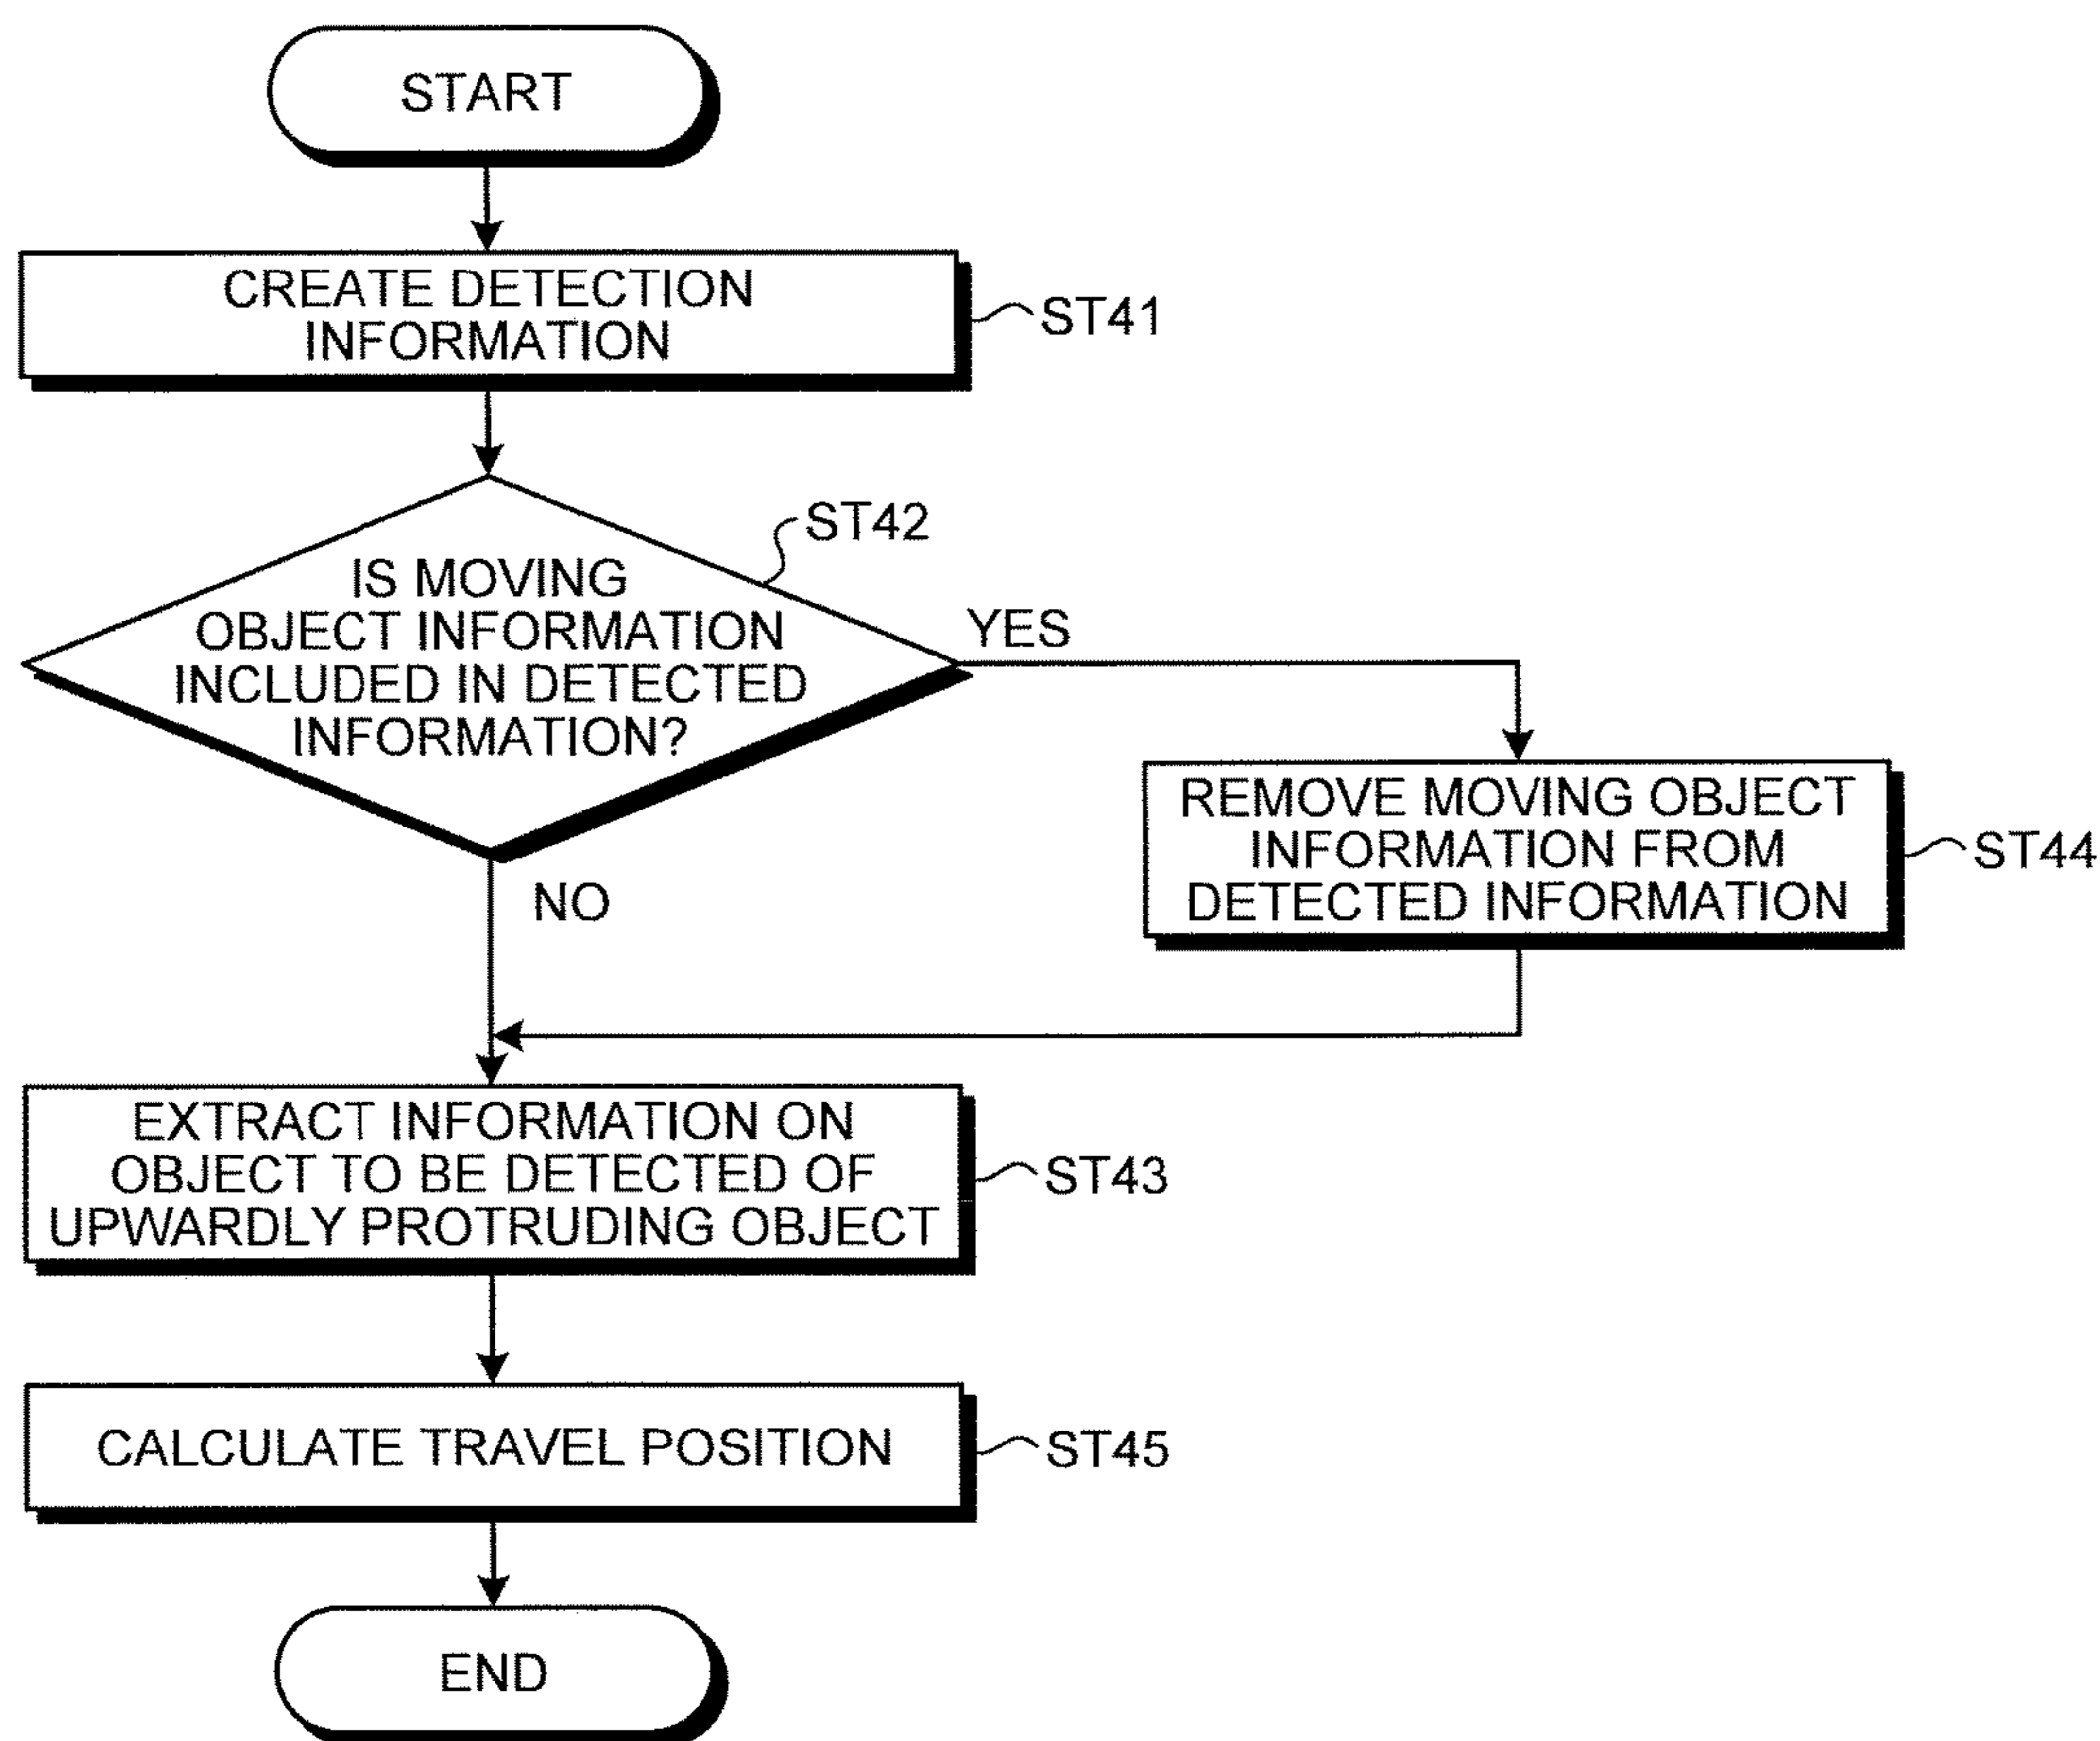 START
CREATE DETECTION
INFORMATION
ST41
ST42
IS MOVING
OBJECT INFORMATION
INCLUDED IN DETECTED
INFORMATION?
YES
NO
REMOVE MOVING OBJECT
INFORMATION FROM
DETECTED INFORMATION
ST44
EXTRACT INFORMATION ON
OBJECT TO BE DETECTED OF
UPWARDLY PROTRUDING OBJECT
ST43
CALCULATE TRAVEL POSITION
ST45
END